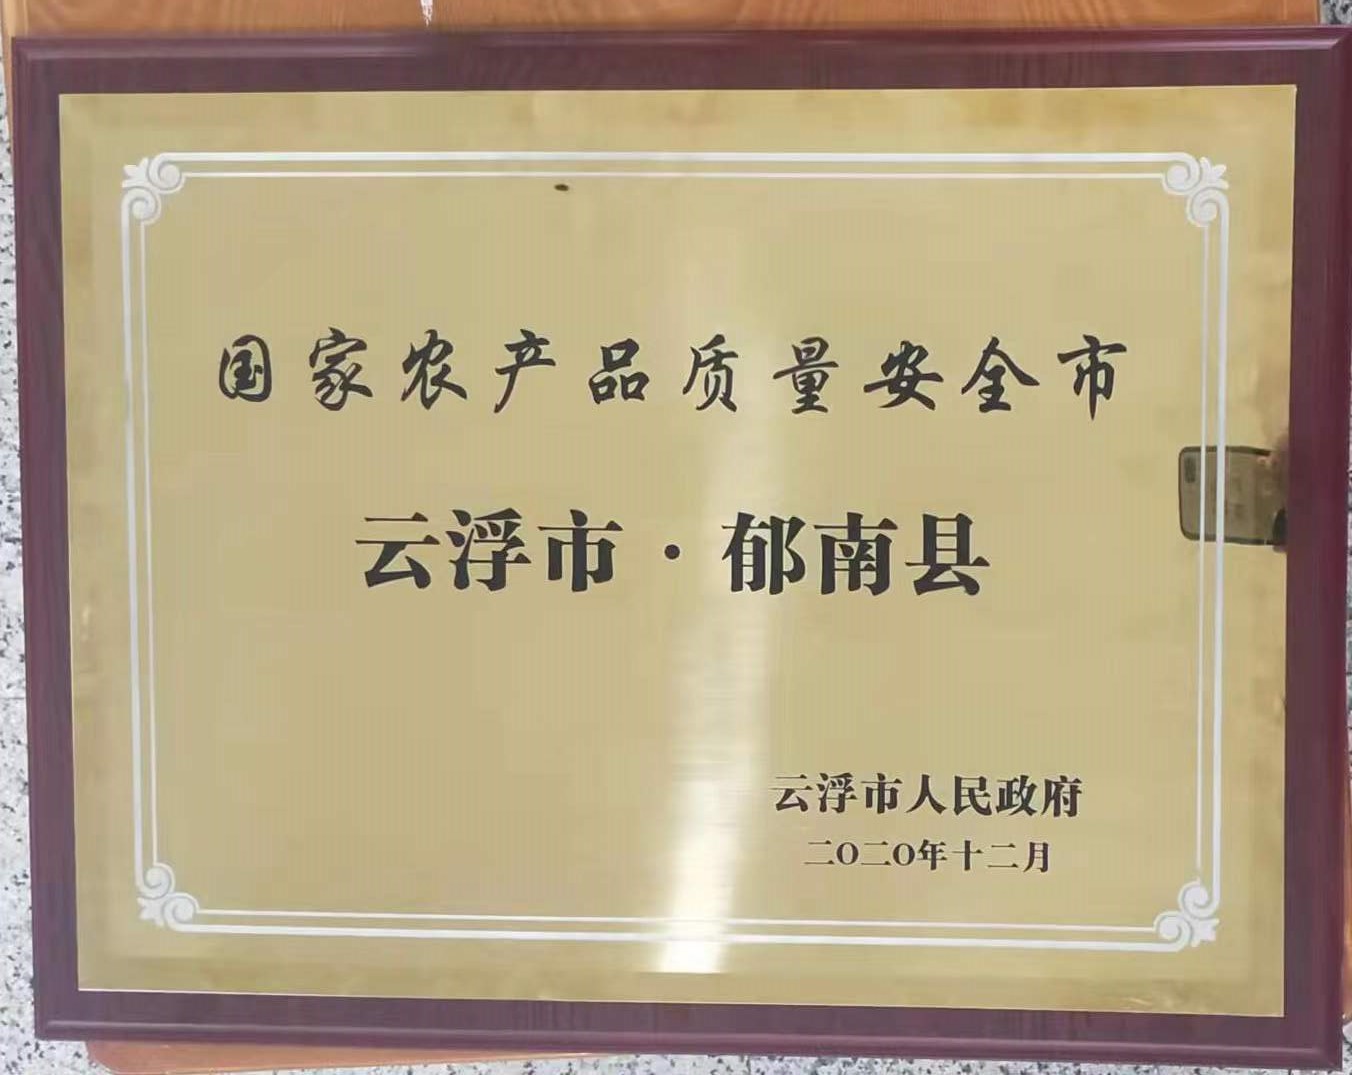 国家农产品质量安全市
云浮市·郁南县
云浮市人民政府
二〇二〇年十二月